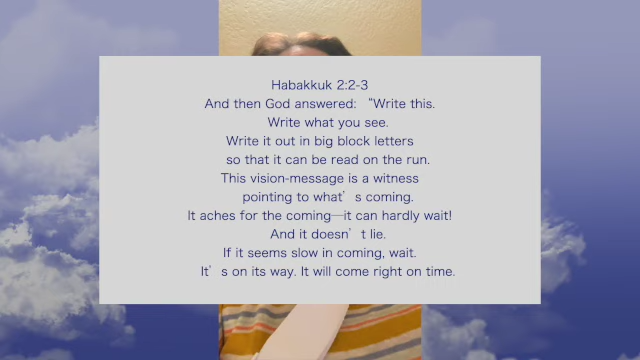 Habakkuk 2:2-3
And then God answered: “Write this.
Write what you see.
Write it out in big block letters
so that it can be read on the run.
This vision-message is a witness
pointing to what’s coming.
It aches for the coming—it can hardly wait!
And it doesn’t lie.
If it seems slow in coming, wait.
It’s on its way. It will come right on time.